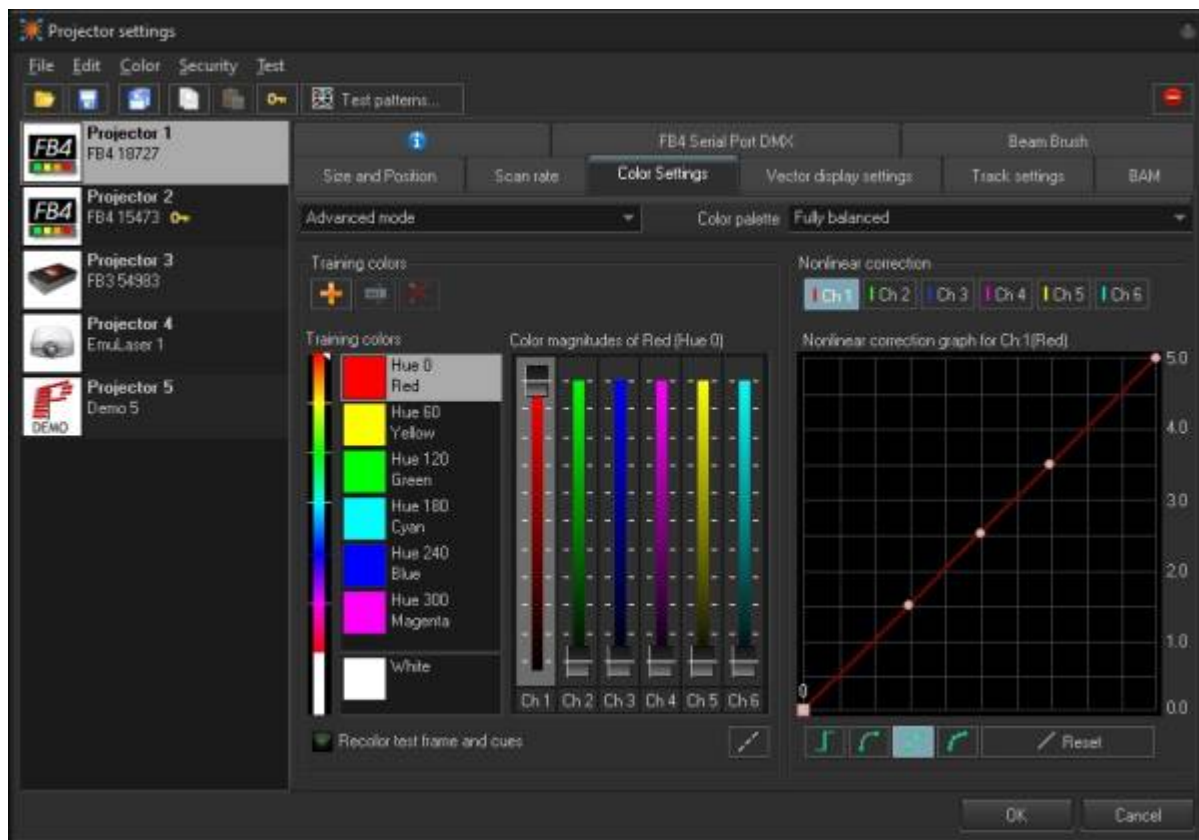 Projector settings
File Edit Color Security Test
Test patterns...
FB4 Projector 1
FB4 18727
FB4 Projector 2
FB4 15473
Projector 3
FB3 54983
Projector 4
EmuLaser 1
Projector 5
Demo 5
DEMO
FB4 Serial Port DMX Beam Brush
Size and Position Scan rate Color Settings Vector display settings Track settings BAM
Advanced mode Color palette Fully balanced
Training colors
Training colors
Hue 0
Red
Hue 60
Yellow
Hue 120
Green
Hue 180
Cyan
Hue 240
Blue
Hue 300
Magenta
White
Color magnitudes of Red (Hue 0)
Ch 1 Ch 2 Ch 3 Ch 4 Ch 5 Ch 6
Recolor test frame and cues
Nonlinear correction
Ch 1 Ch 2 Ch 3 Ch 4 Ch 5 Ch 6
Nonlinear correction graph for Ch:1(Red)
5.0
4.0
3.0
2.0
1.0
0
0.0
Reset
OK Cancel